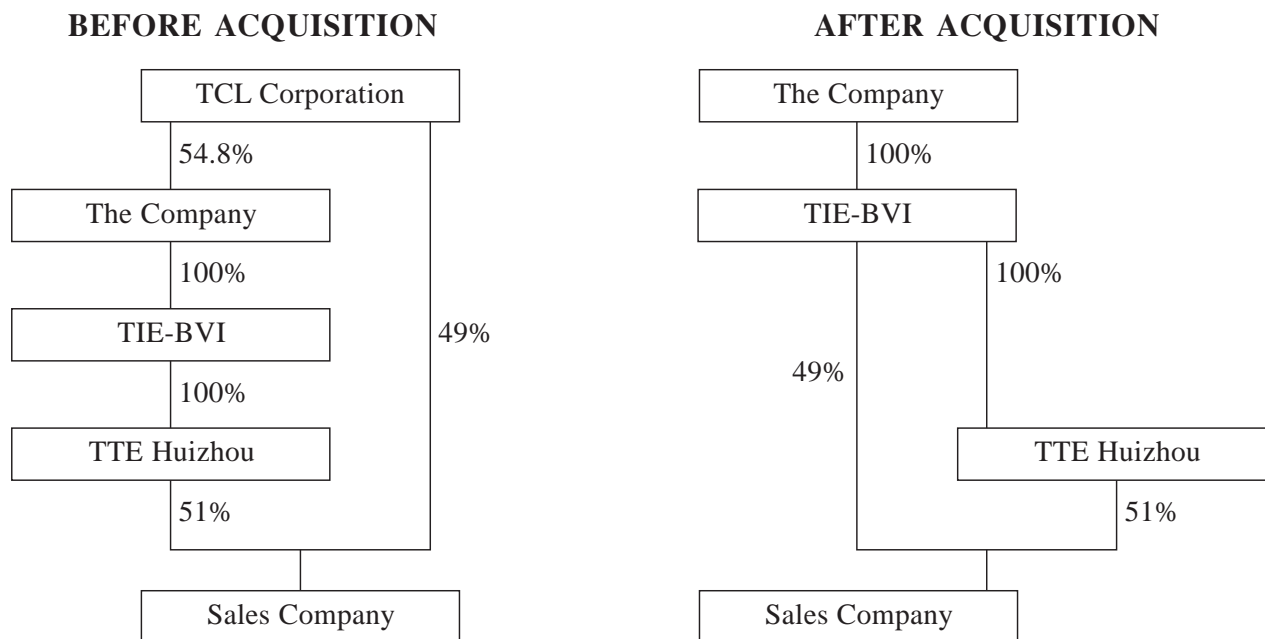 BEFORE ACQUISITION
TCL Corporation
54.8%
The Company
100%
TIE-BVI
49%
100%
TTE Huizhou
51%
Sales Company
AFTER ACQUISITION
The Company
100%
TIE-BVI
100%
49%
TTE Huizhou
51%
Sales Company